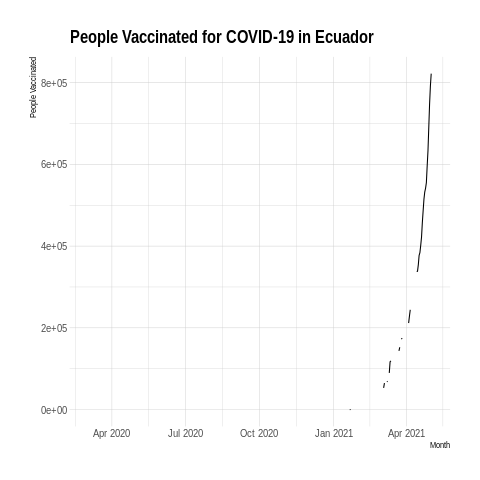 People Vaccinated for COVID-19 in Ecuador
People Vaccinated
8e+05
6e+05
4e+05
2e+05
0e+00
Apr 2020 Jul 2020 Oct 2020 Jan 2021 Apr 2021
Month